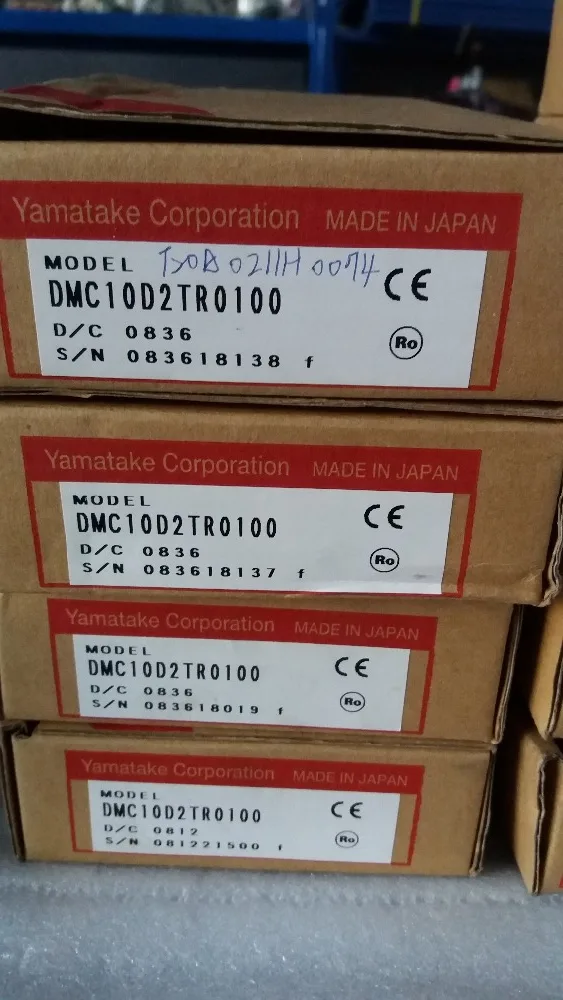 Yamatake Corporation MADE IN JAPAN
MODEL 0211H0074
DMC10D2TR0100 CE
D/C 0836
S/N 083618138 f Ro
Yamatake Corporation MADE IN JAPAN
MODEL
DMC10D2TR0100 CE
D/C 0836
S/N 083618137 f Ro
Yamatake Corporation MADE IN JAPAN
MODEL
DMC10D2TR0100 CE
D/C 0836
S/N 083618019 f Ro
Yamatake Corporation MADE IN JAPAN
MODEL
DMC10D2TR0100 CE
D/C 0812
S/N 081221500 f Ro